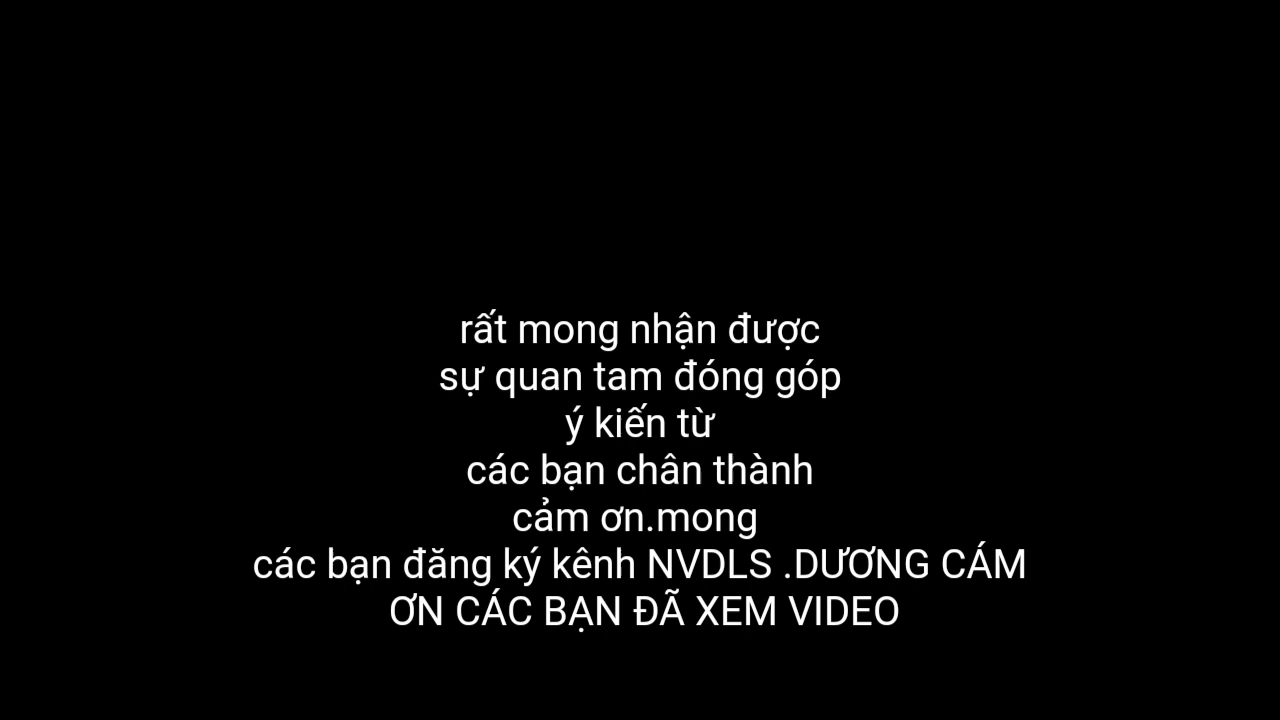 rất mong nhận được
sự quan tam đóng góp
ý kiến từ
các bạn chân thành
cảm ơn.mong
các bạn đăng ký kênh NVDLS .DƯƠNG CÁM
ƠN CÁC BẠN ĐÃ XEM VIDEO